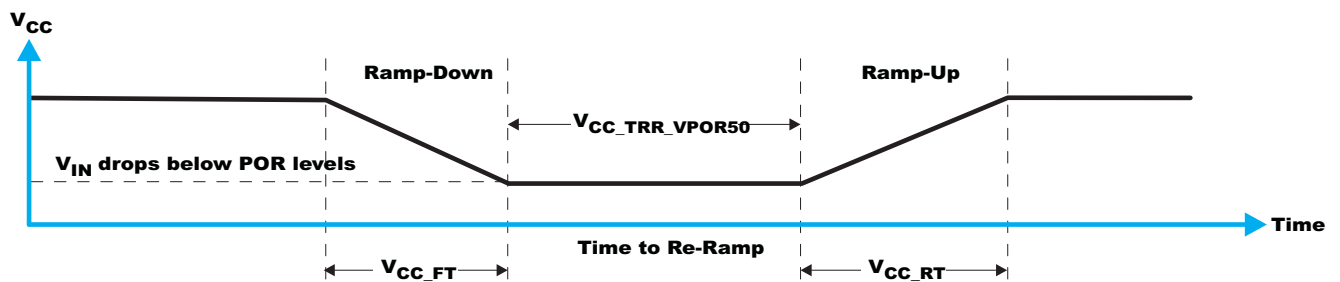 VCC
Ramp-Down
Ramp-Up
VCC_TRR_VPOR50
VIN drops below POR levels
Time
Time to Re-Ramp
VCC_FT
VCC_RT